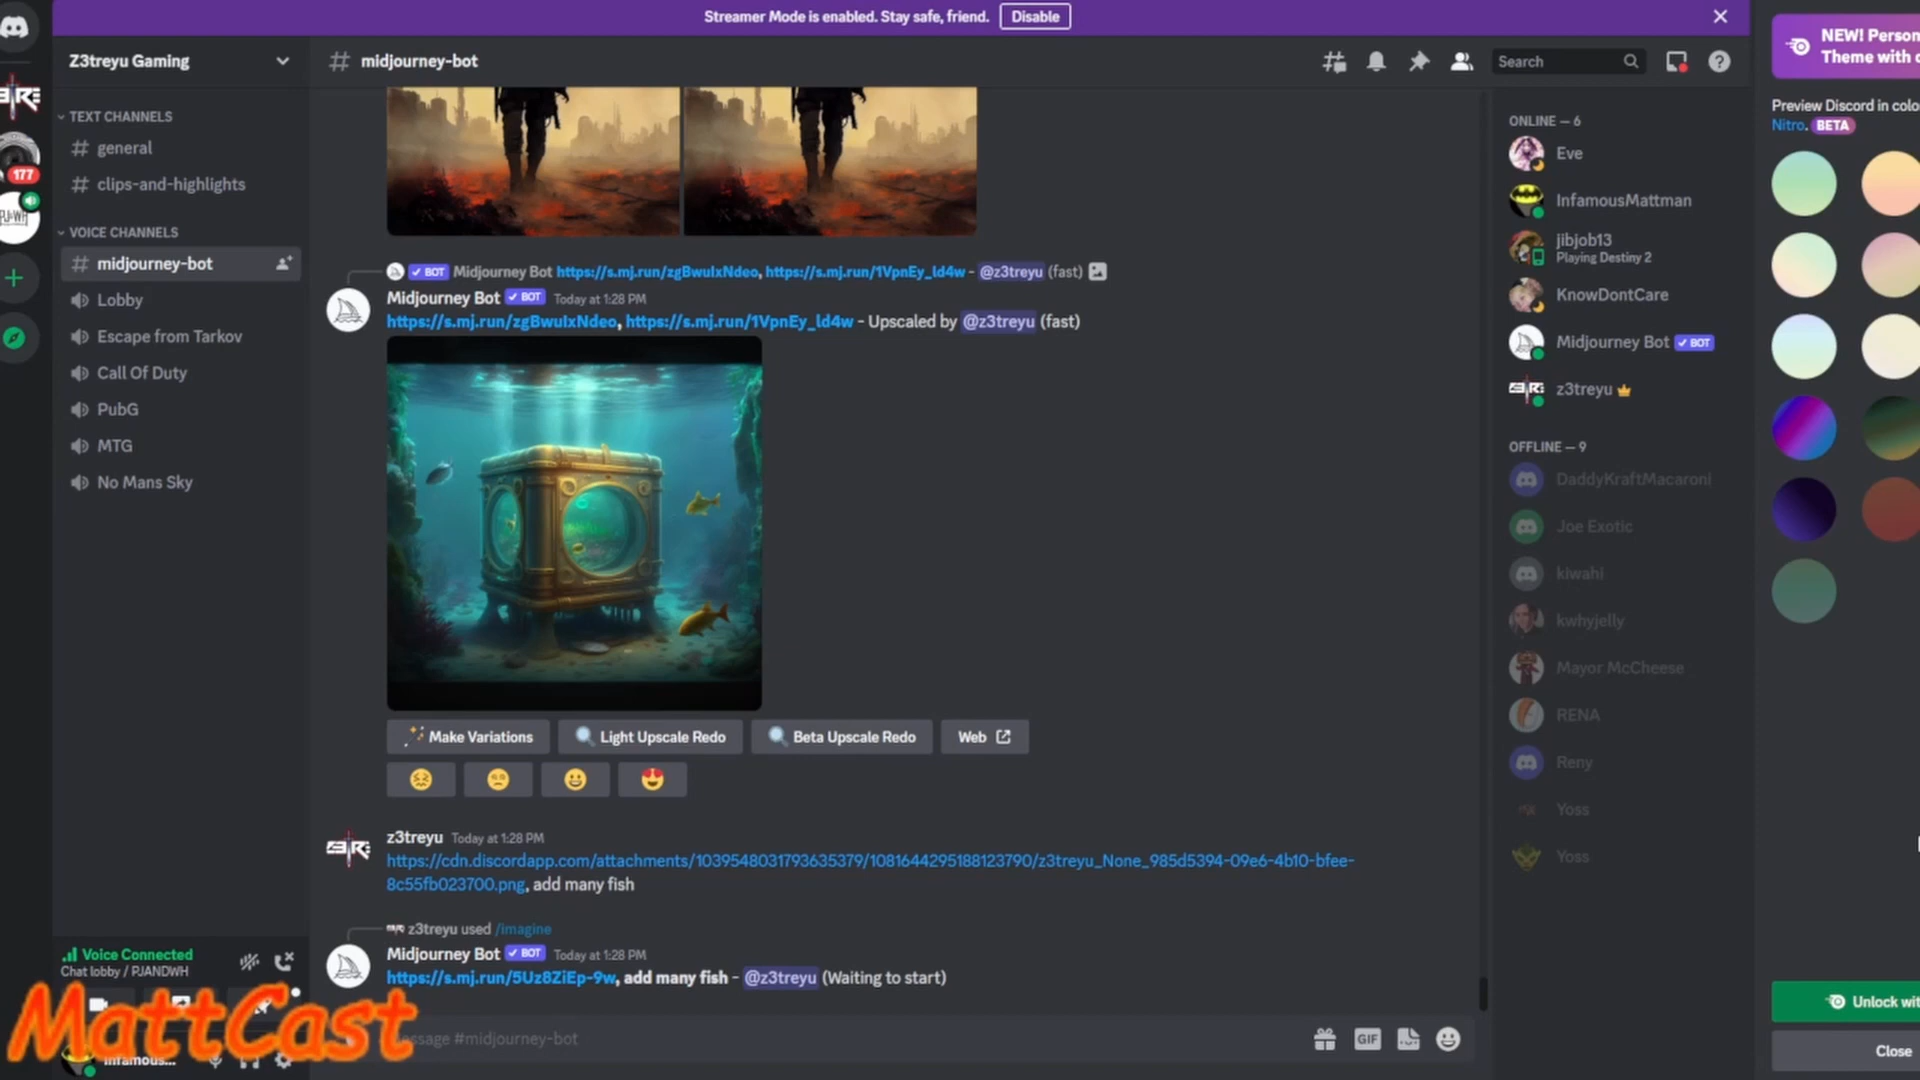 Streamer Mode is enabled. Stay safe, friend. Disable
Z3treyu Gaming
midjourney-bot
Search
NEW! Person
Theme with c
Preview Discord in colo
Nitro. BETA
TEXT CHANNELS
general
clips-and-highlights
VOICE CHANNELS
midjourney-bot
Lobby
Escape from Tarkov
Call Of Duty
PubG
MTG
No Mans Sky
177
BOT Midjourney Bot https://s.mj.run/zgBwuIxNdeo, https://s.mj.run/1VpnEy_ld4w - @z3treyu (fast)
Midjourney Bot BOT Today at 1:28 PM
https://s.mj.run/zgBwuIxNdeo, https://s.mj.run/1VpnEy_ld4w - Upscaled by @z3treyu (fast)
Make Variations Light Upscale Redo Beta Upscale Redo Web
z3treyu Today at 1:28 PM
https://cdn.discordapp.com/attachments/1039548031793635379/1081644295188123790/z3treyu_None_985d5394-09e6-4b10-bfee-
8c55fb023700.png, add many fish
z3treyu used /imagine
Midjourney Bot BOT Today at 1:28 PM
https://s.mj.run/5Uz8ZiEp-9w, add many fish - @z3treyu (Waiting to start)
message #midjourney-bot
GIF
ONLINE — 6
Eve
InfamousMattman
jibjob13
Playing Destiny 2
KnowDontCare
Midjourney Bot BOT
z3treyu
OFFLINE — 9
DaddyKraftMacaroni
Joe Exotic
kiwahi
kwhyjelly
Mayor McCheese
RENA
Reny
Yoss
Yoss
Voice Connected
Chat lobby / PJANDWH
MattCast
Infamous...
Unlock wit
Close